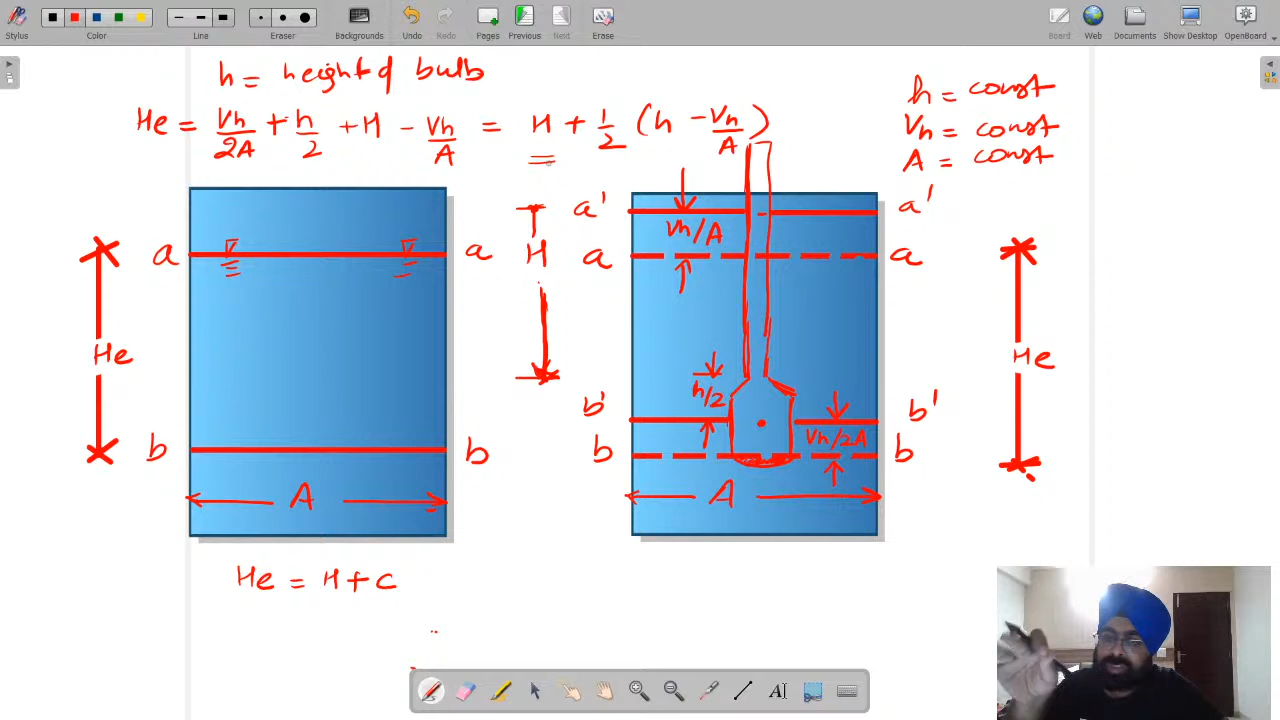 Stylus
Color
Line
Eraser
Backgrounds
Undo
Redo
Pages
Previous
Next
Erase
Board
Web
Documents
Show Desktop
OpenBoard
h = height of bulb
He = Vh/2A + h/2 + H - Vh/A = H + 1/2 (h - Vh/A)
h = const
Vh = const
A = const
a
a
He
b
b
A
H
a'
a'
Vh/A
a
a
h/2
b'
b'
Vh/2A
b
b
He
A
He = H + C